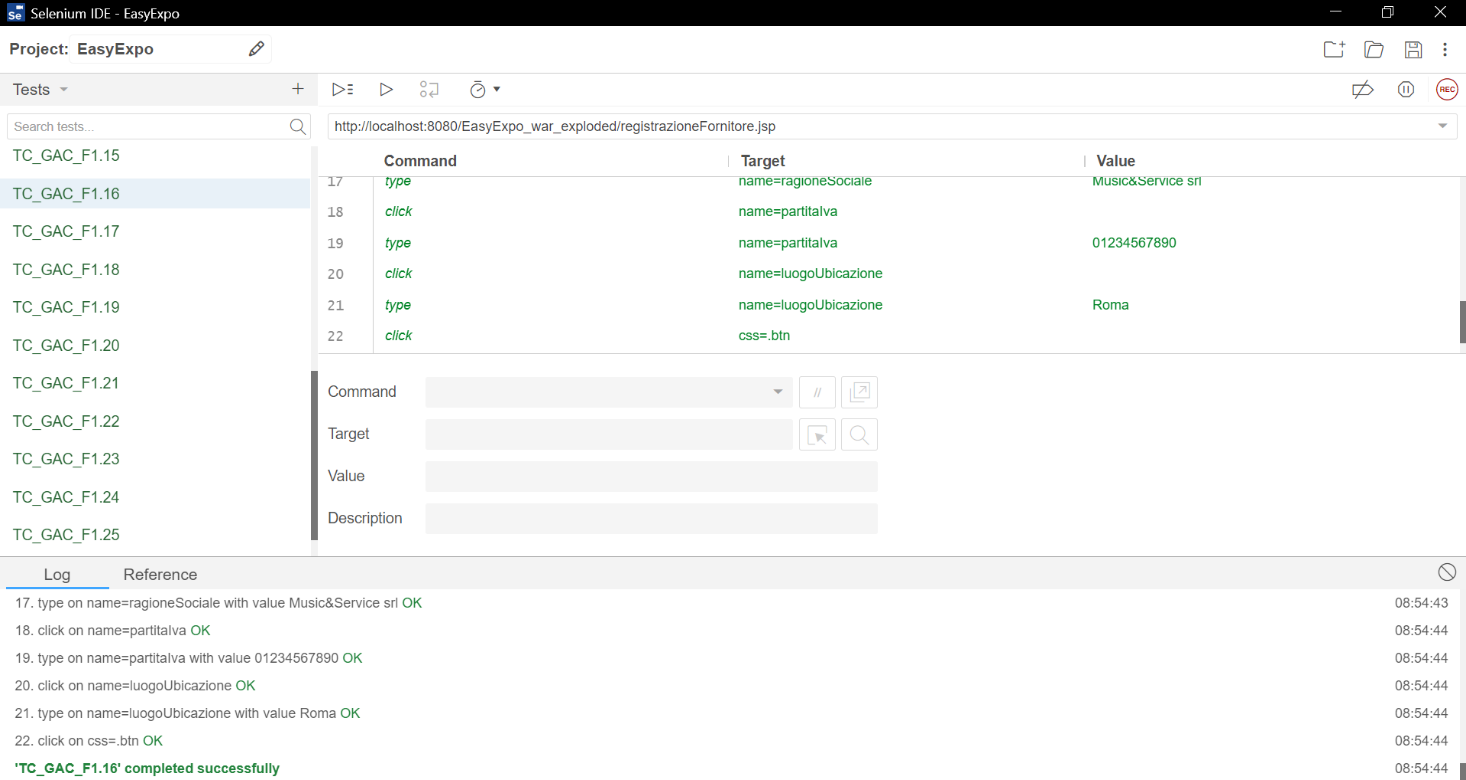 Selenium IDE - EasyExpo
Project: EasyExpo
Tests
Search tests...
TC_GAC_F1.15
TC_GAC_F1.16
TC_GAC_F1.17
TC_GAC_F1.18
TC_GAC_F1.19
TC_GAC_F1.20
TC_GAC_F1.21
TC_GAC_F1.22
TC_GAC_F1.23
TC_GAC_F1.24
TC_GAC_F1.25
REC
http://localhost:8080/EasyExpo_war_exploded/registrazioneFornitore.jsp
Command Target Value
17 type name=ragioneSociale Music&Service srl
18 click name=partitaIva
19 type name=partitaIva 01234567890
20 click name=luogoUbicazione
21 type name=luogoUbicazione Roma
22 click css=.btn
Command //
Target
Value
Description
Log Reference
17. type on name=ragioneSociale with value Music&Service srl OK 08:54:43
18. click on name=partitaIva OK 08:54:44
19. type on name=partitaIva with value 01234567890 OK 08:54:44
20. click on name=luogoUbicazione OK 08:54:44
21. type on name=luogoUbicazione with value Roma OK 08:54:44
22. click on css=.btn OK 08:54:44
'TC_GAC_F1.16' completed successfully 08:54:44